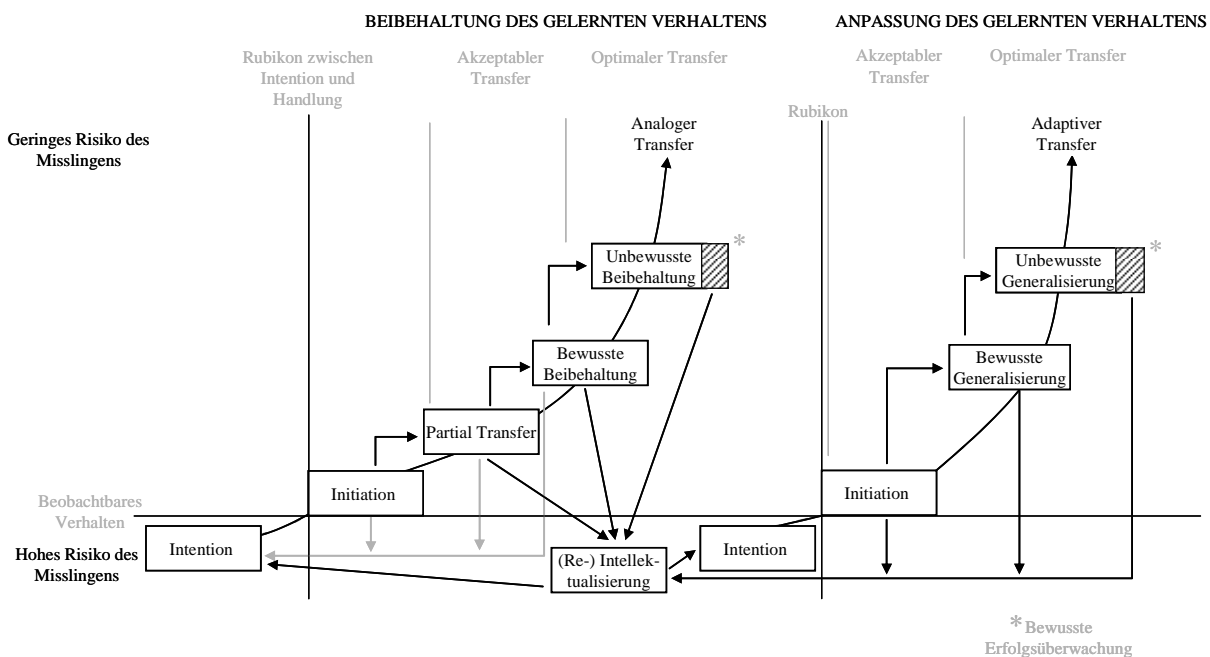 BEIBEHALTUNG DES GELERNTEN VERHALTENS
ANPASSUNG DES GELERNTEN VERHALTENS
Rubikon zwischen
Intention und
Handlung
Akzeptabler
Transfer
Optimaler Transfer
Akzeptabler
Transfer
Optimaler Transfer
Rubikon
Geringes Risiko des
Misslingens
Analoger
Transfer
Adaptiver
Transfer
Unbewusste
Beibehaltung
*
Unbewusste
Generalisierung
*
Bewusste
Beibehaltung
Bewusste
Generalisierung
Partial Transfer
Initiation
Initiation
Beobachtbares
Verhalten
Hohes Risiko des
Misslingens
Intention
(Re-) Intellek-
tualisierung
Intention
* Bewusste
Erfolgsüberwachung